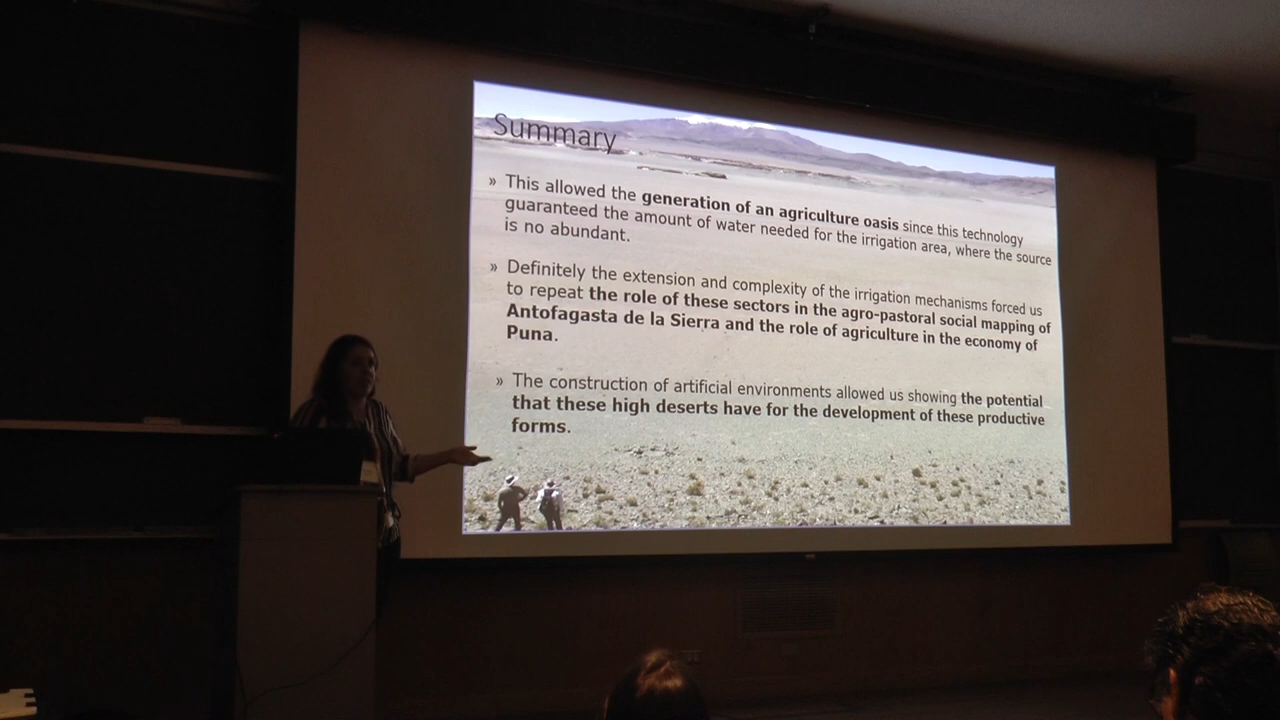 Summary
» This allowed the generation of an agriculture oasis since this technology
guaranteed the amount of water needed for the irrigation area, where the source
is no abundant.
» Definitely the extension and complexity of the irrigation mechanisms forced us
to repeat the role of these sectors in the agro-pastoral social mapping of
Antofagasta de la Sierra and the role of agriculture in the economy of
Puna.
» The construction of artificial environments allowed us showing the potential
that these high deserts have for the development of these productive
forms.